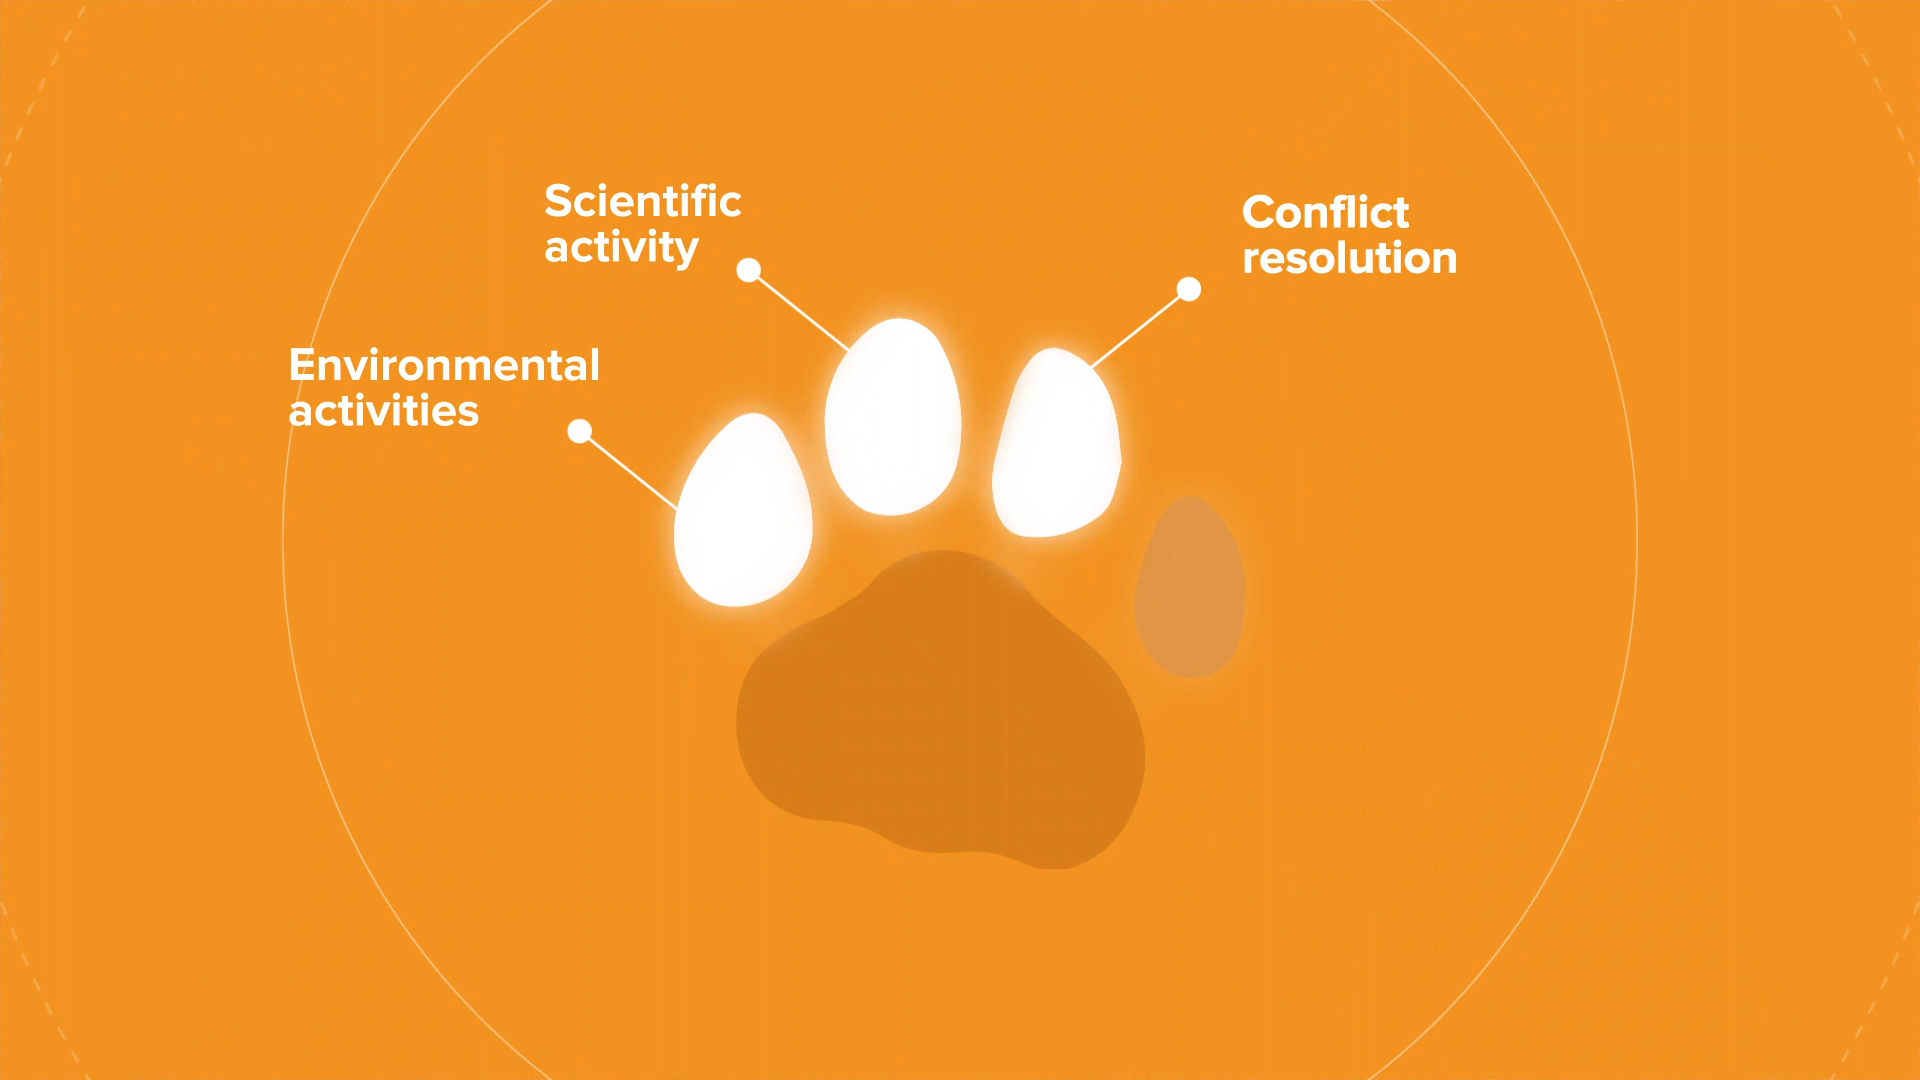 Scientific
activity
Conflict
resolution
Environmental
activities